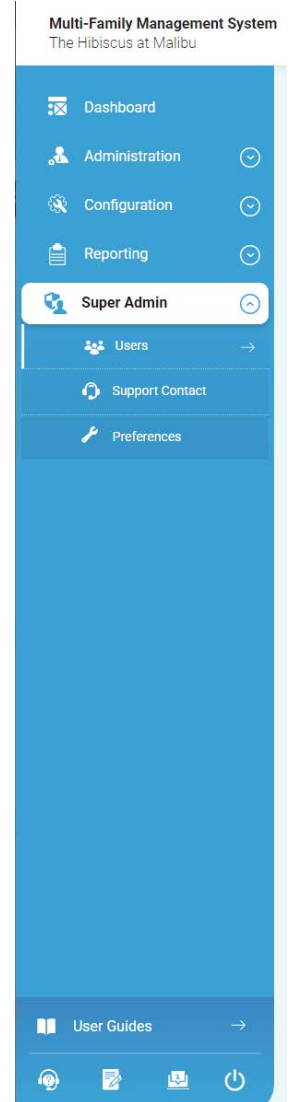 Multi-Family Management System
The Hibiscus at Malibu
Dashboard
Administration
Configuration
Reporting
Super Admin
Users
Support Contact
Preferences
User Guides